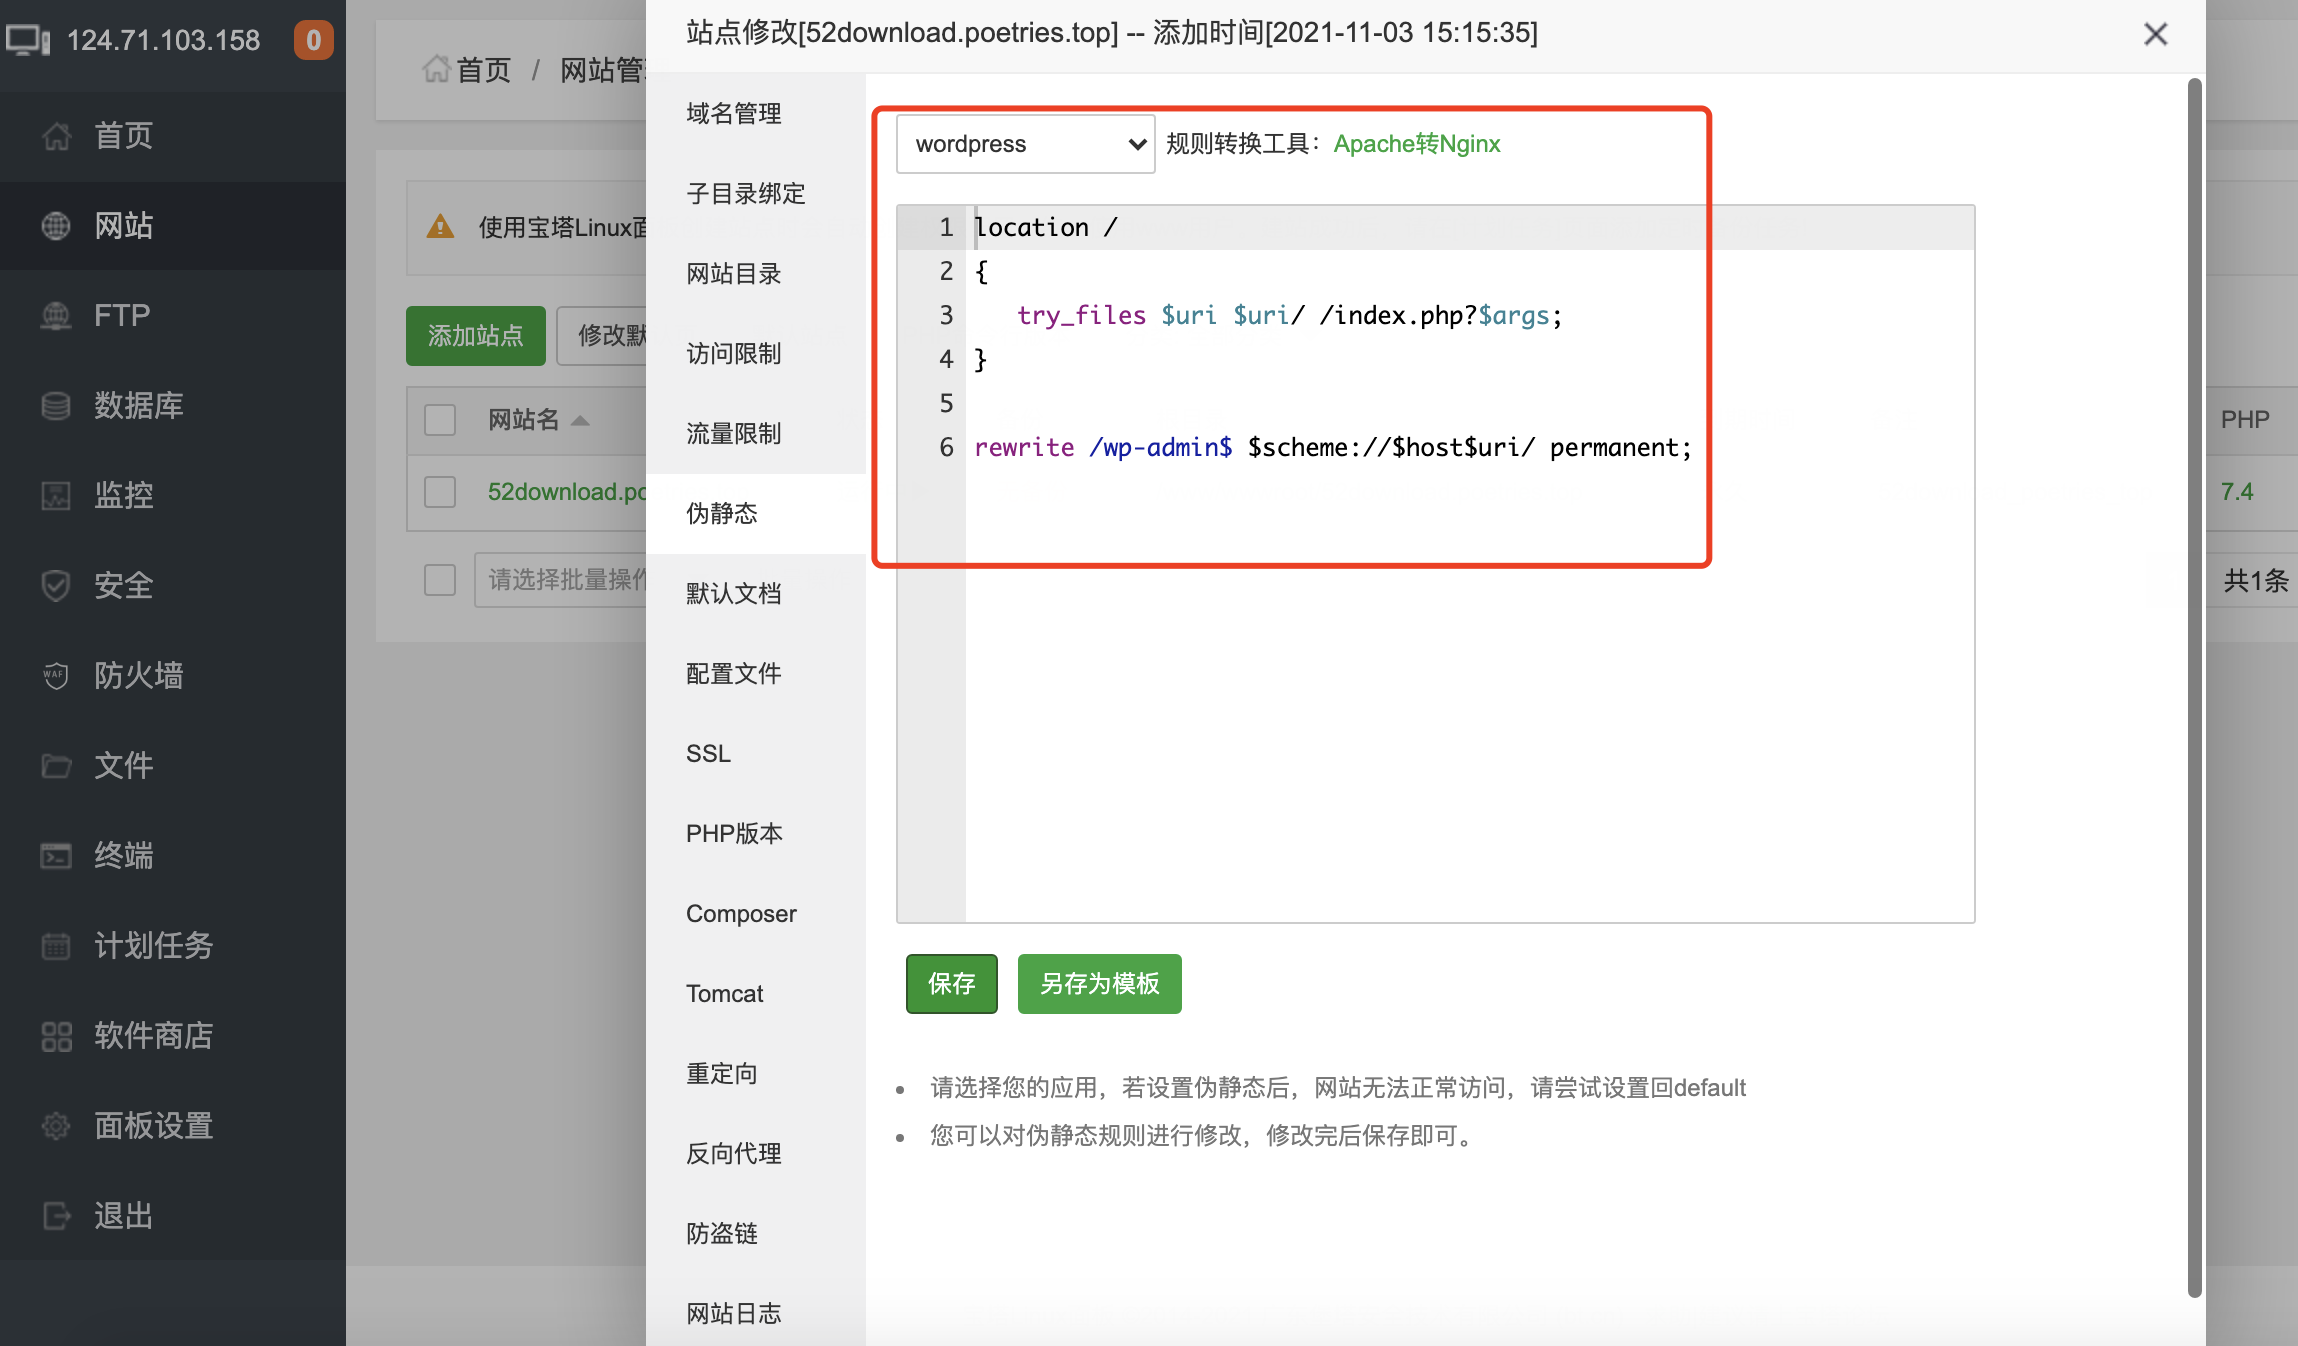 124.71.103.158 0
首页
网站
FTP
数据库
监控
安全
WAF 防火墙
文件
终端
计划任务
软件商店
面板设置
退出
首页 / 网站管
使用宝塔Linux面
添加站点 修改默
网站名
52download.po
请选择批量操作
PHP
7.4
共1条
站点修改[52download.poetries.top] -- 添加时间[2021-11-03 15:15:35]
域名管理
子目录绑定
网站目录
访问限制
流量限制
伪静态
默认文档
配置文件
SSL
PHP版本
Composer
Tomcat
重定向
反向代理
防盗链
网站日志
wordpress 规则转换工具：Apache转Nginx
1 location /
2 {
3 try_files $uri $uri/ /index.php?$args;
4 }
5
6 rewrite /wp-admin$ $scheme://$host$uri/ permanent;
保存 另存为模板
请选择您的应用，若设置伪静态后，网站无法正常访问，请尝试设置回default
您可以对伪静态规则进行修改，修改完后保存即可。